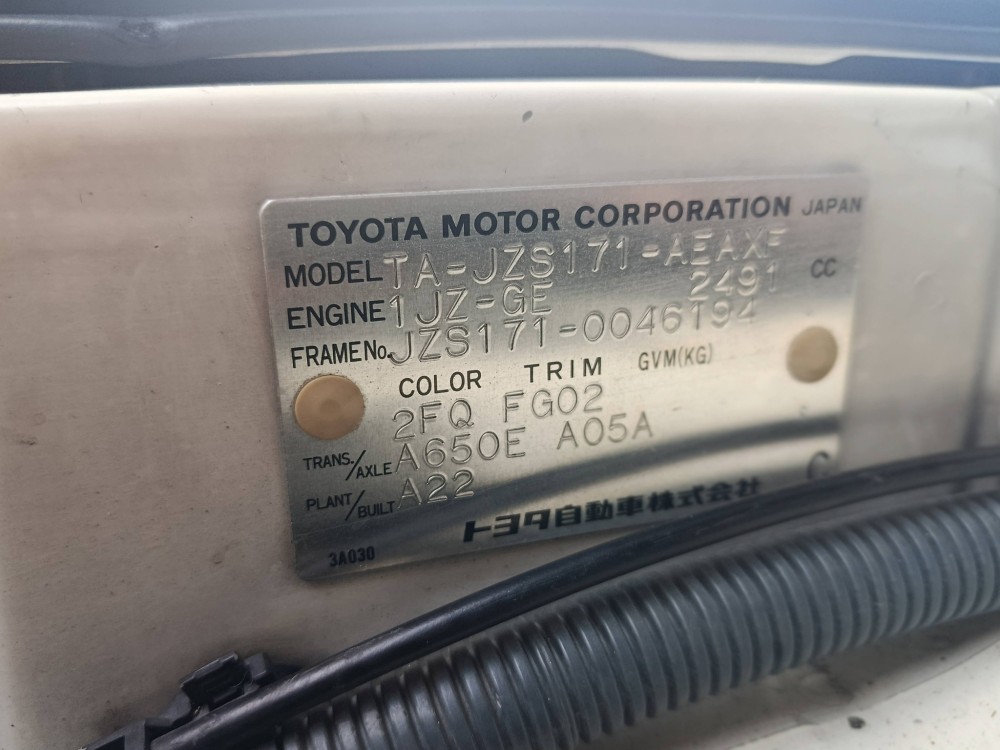 TOYOTA MOTOR CORPORATION JAPAN
MODEL TA-JZS171-AEAXF
ENGINE 1JZ-GE 2491 CC
FRAME No. JZS171-0046194
COLOR TRIM GVM(KG)
2FQ FG02
TRANS./AXLE A650E A05A
PLANT/BUILT A22
C
トヨタ自動車株式会社
3A030